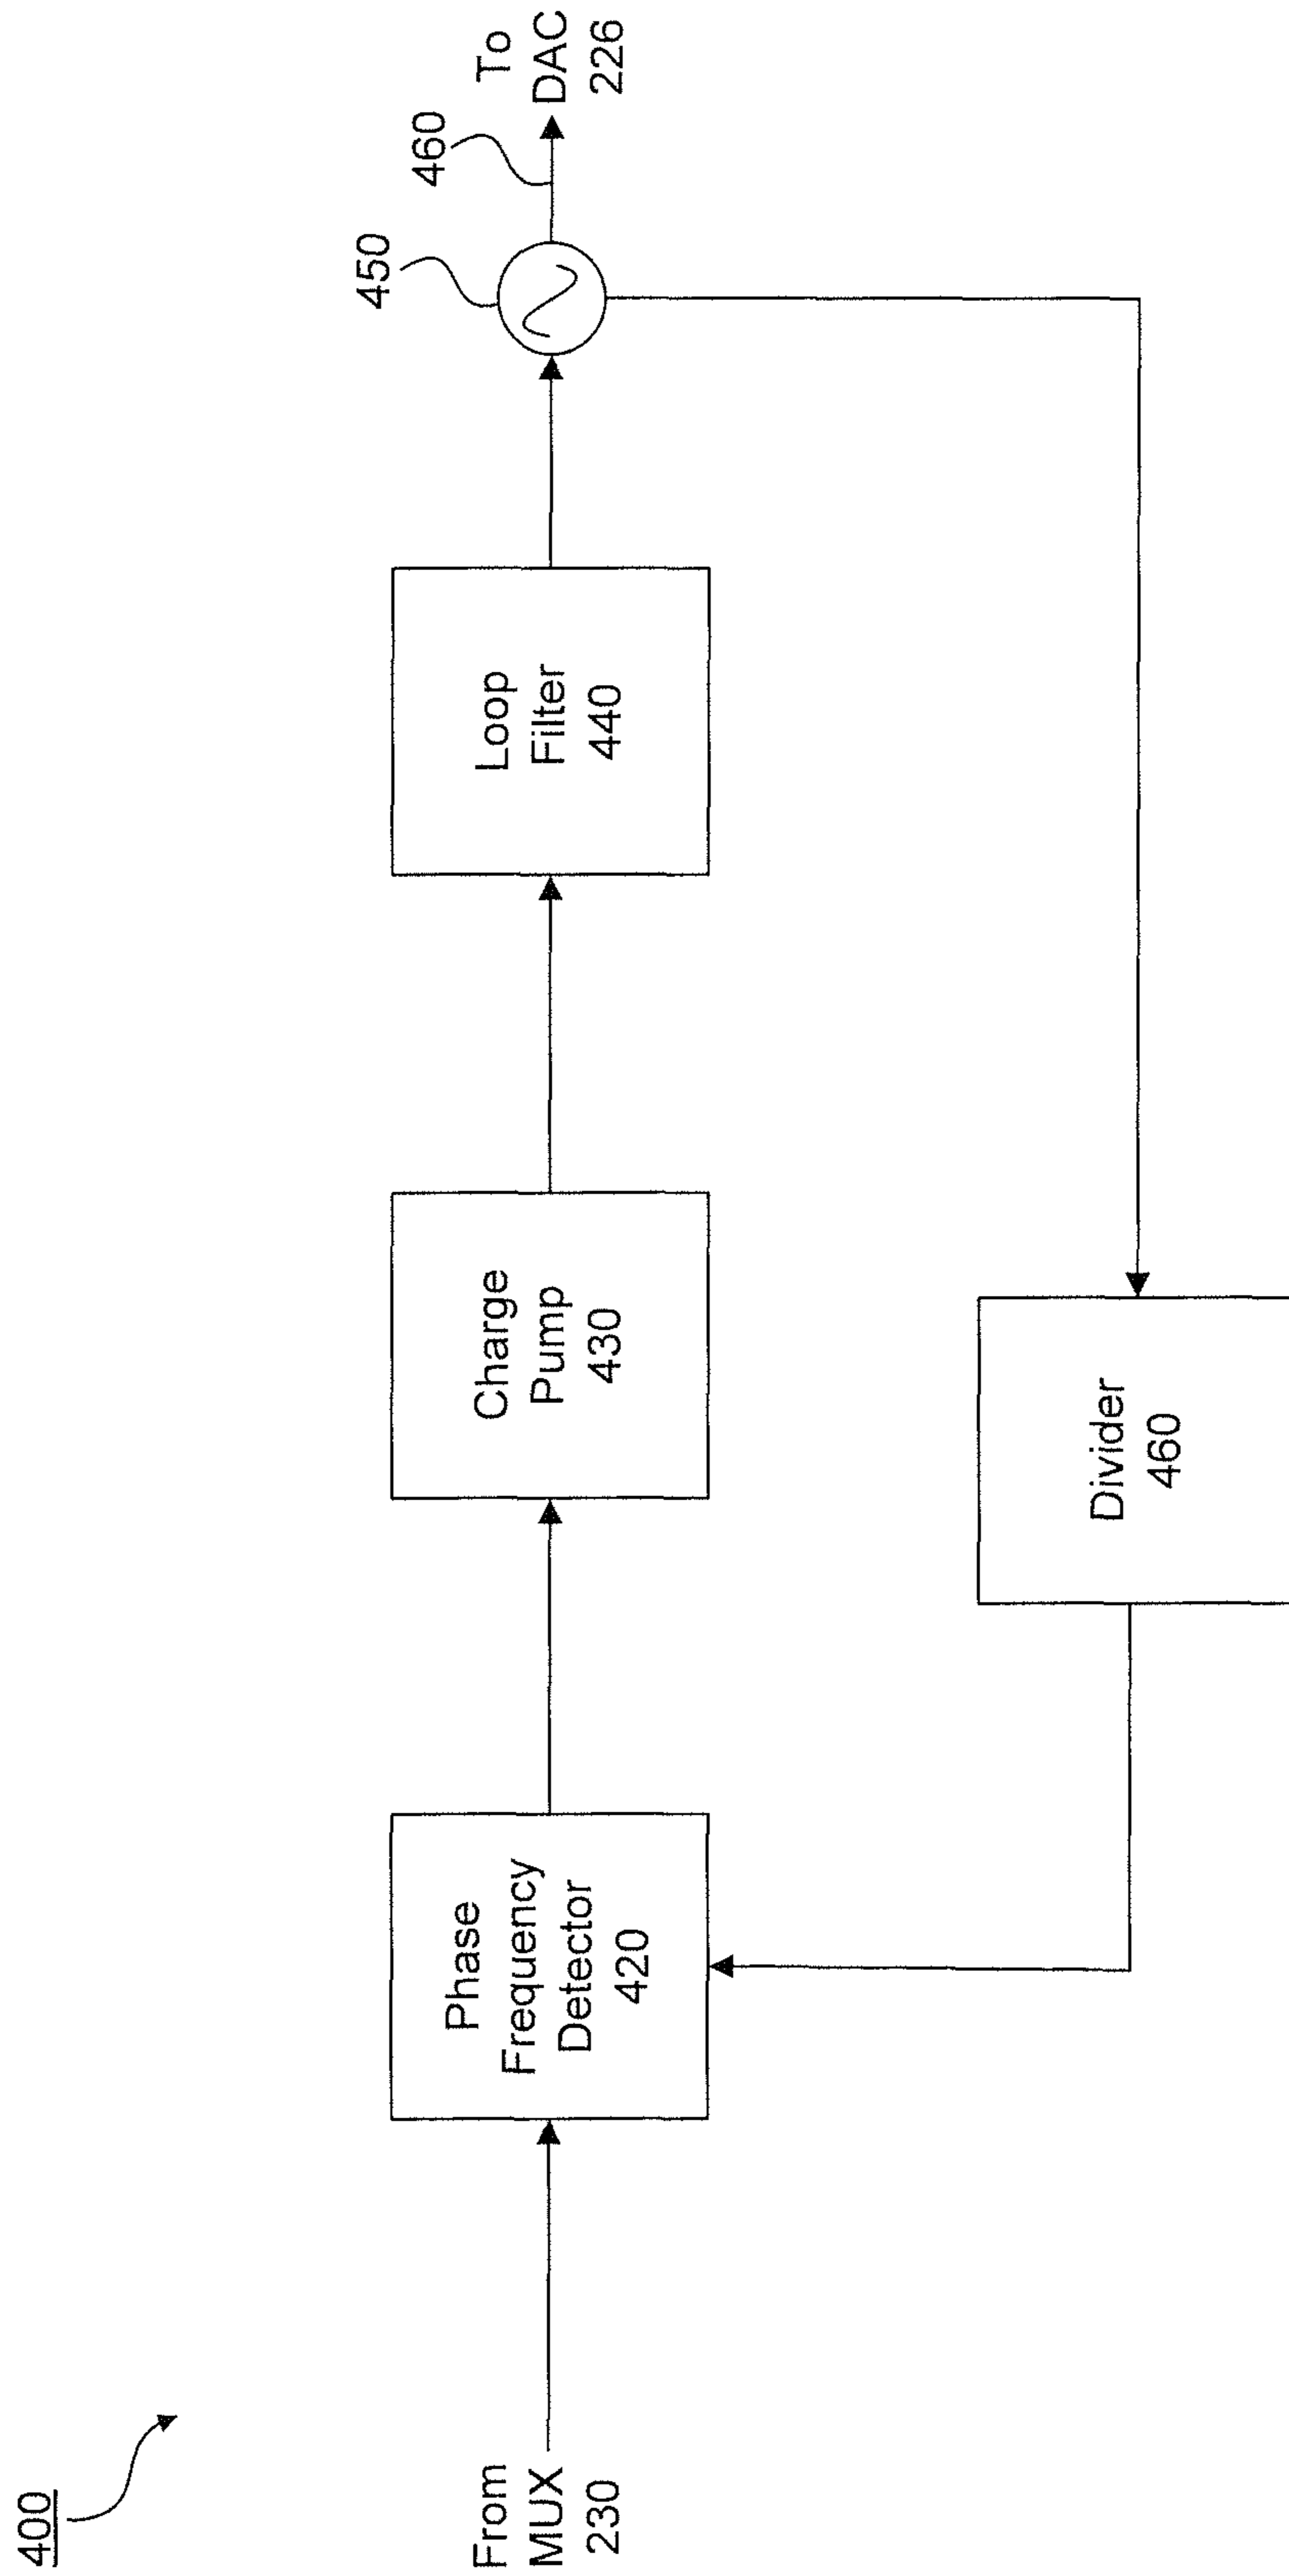 400
From
MUX
230
Phase
Frequency
Detector
420
Charge
Pump
430
Loop
Filter
440
450
460
To
DAC
226
Divider
460